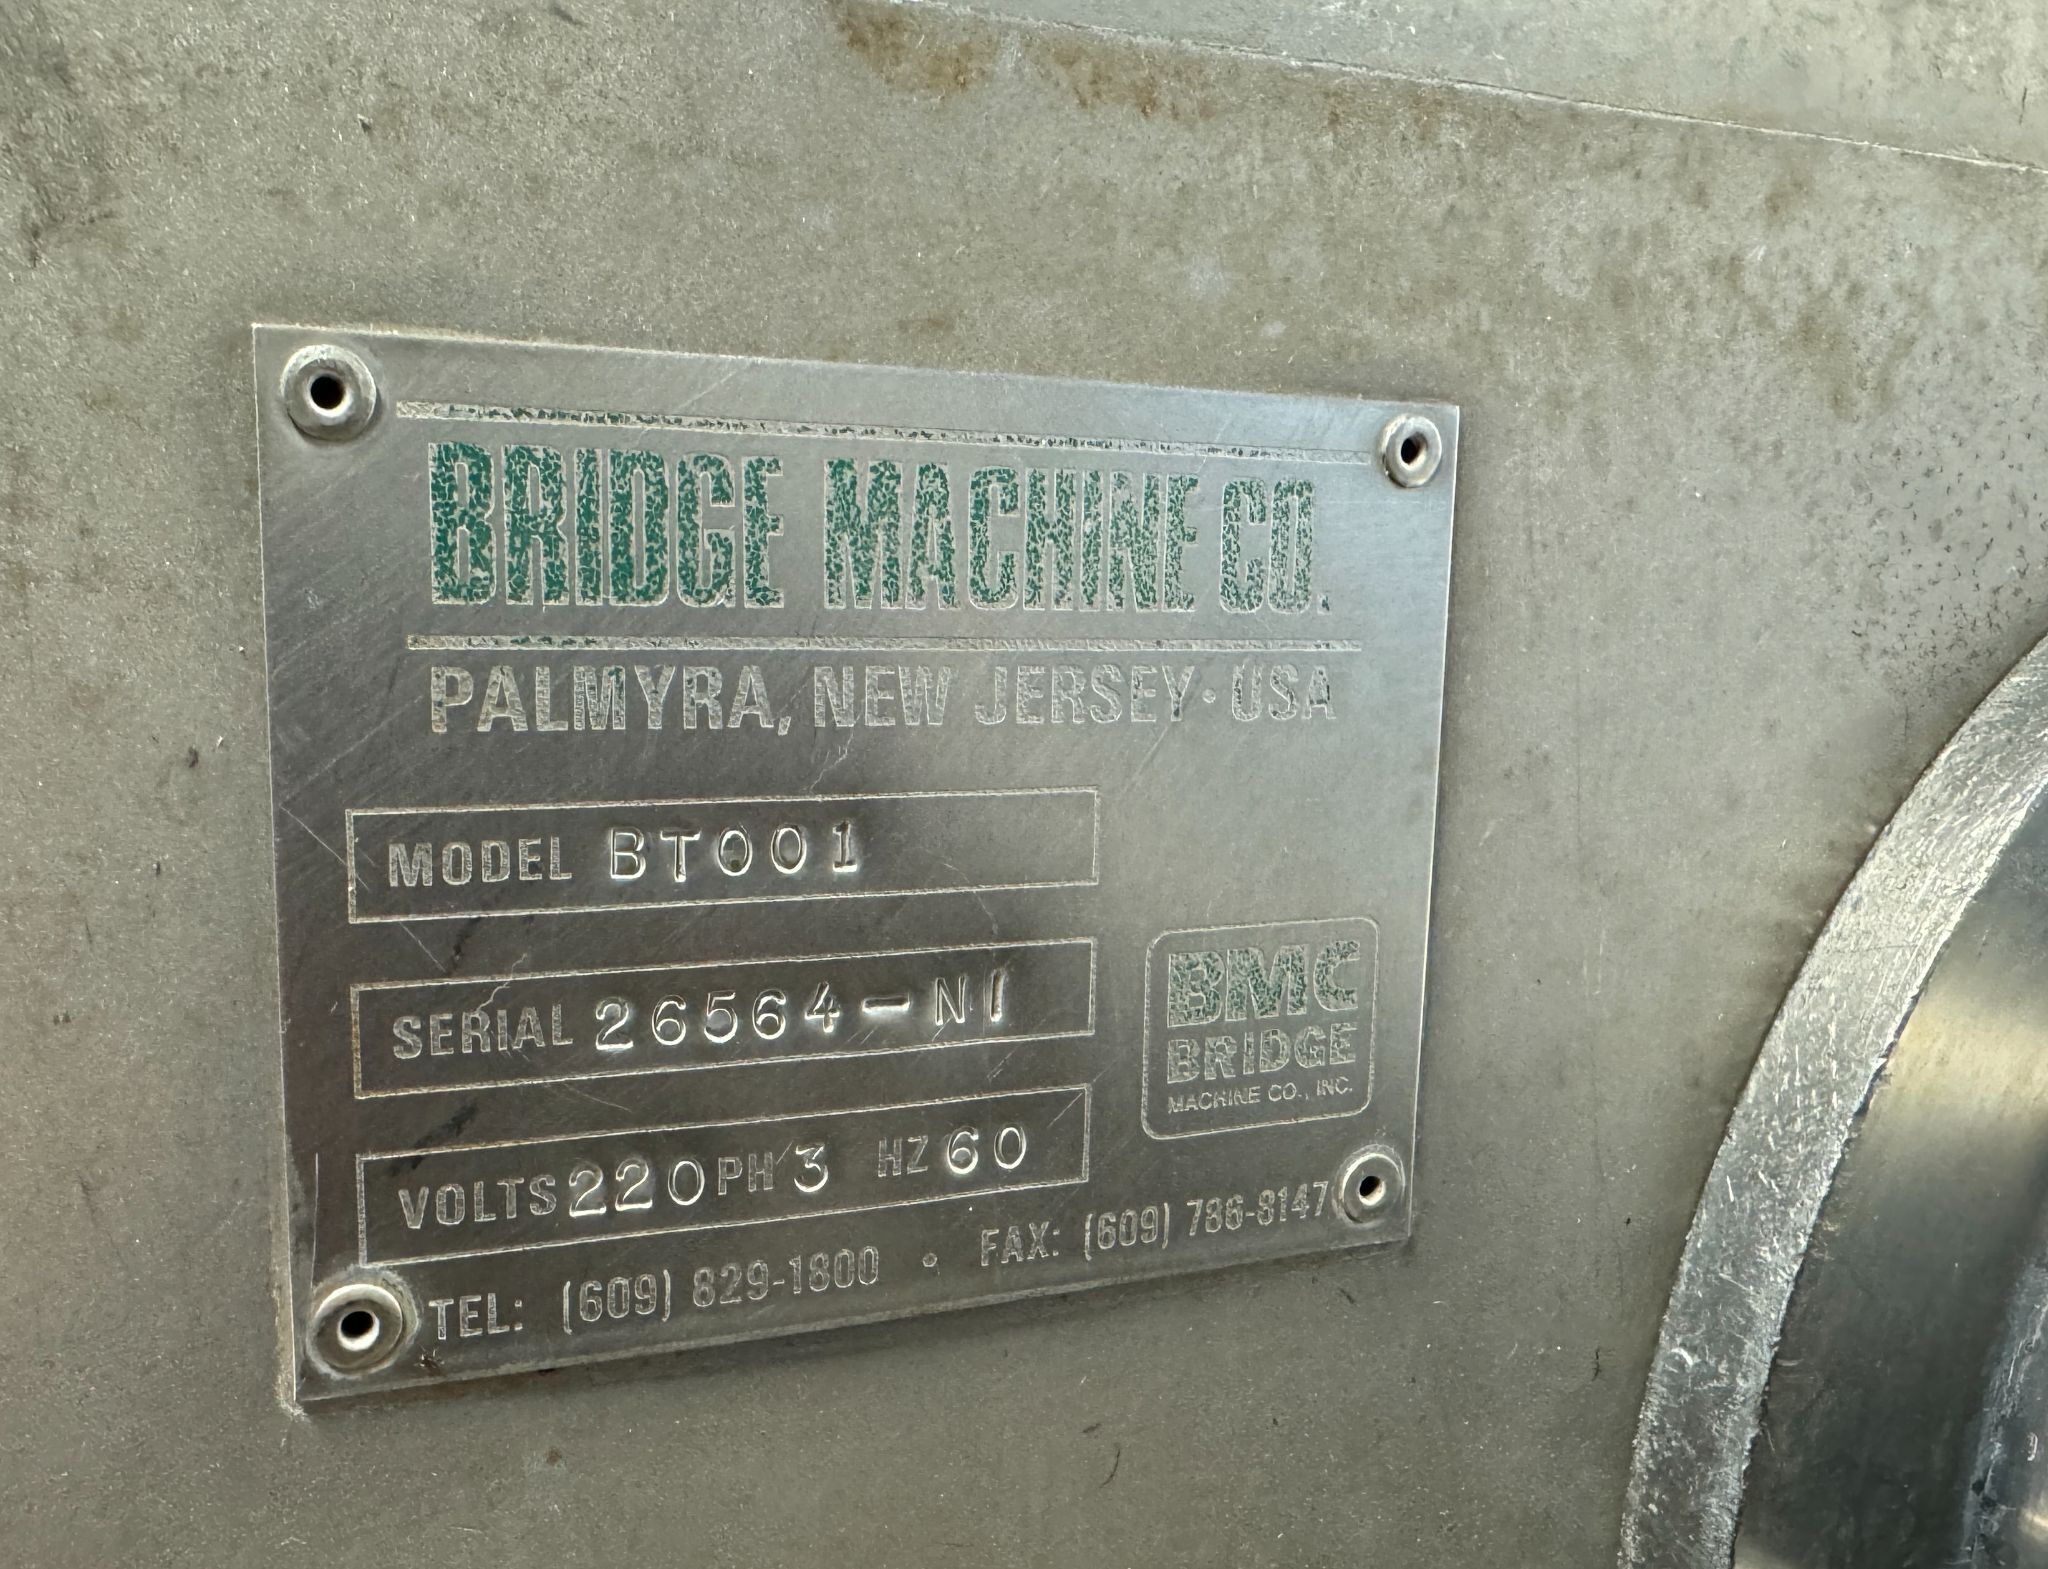 BRIDGE MACHINE CO.
PALMYRA, NEW JERSEY · USA
MODEL BT001
SERIAL 26564-N1
VOLTS 220 PH 3 HZ 60
BMC
BRIDGE
MACHINE CO., INC.
TEL: (609) 829-1800 • FAX: (609) 786-8147